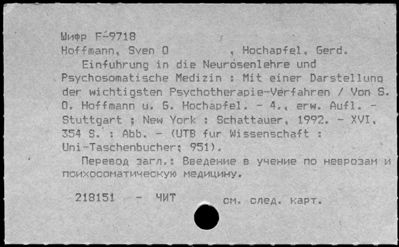 Шифр F-9718
Hoffmann, Sven O , Hochapfel, Gerd.
Einfuhrung in die Neurosenlehre und
Psychosomatische Medizin : Mit einer Darstellung
der wichtigsten Psychotherapie-Verfahren / Von S.
O. Hoffmann u. G. Hochapfel. - 4., erw. Aufl. -
Stuttgart ; New York : Schattauer, 1992. - XVI,
354 S. : Abb. - (UTB fur Wissenschaft :
Uni-Taschenbucher; 951).
Перевод загл.: Введение в учение по неврозам и
психосоматическую медицину.
218151 - ЧИТ см. след. карт.